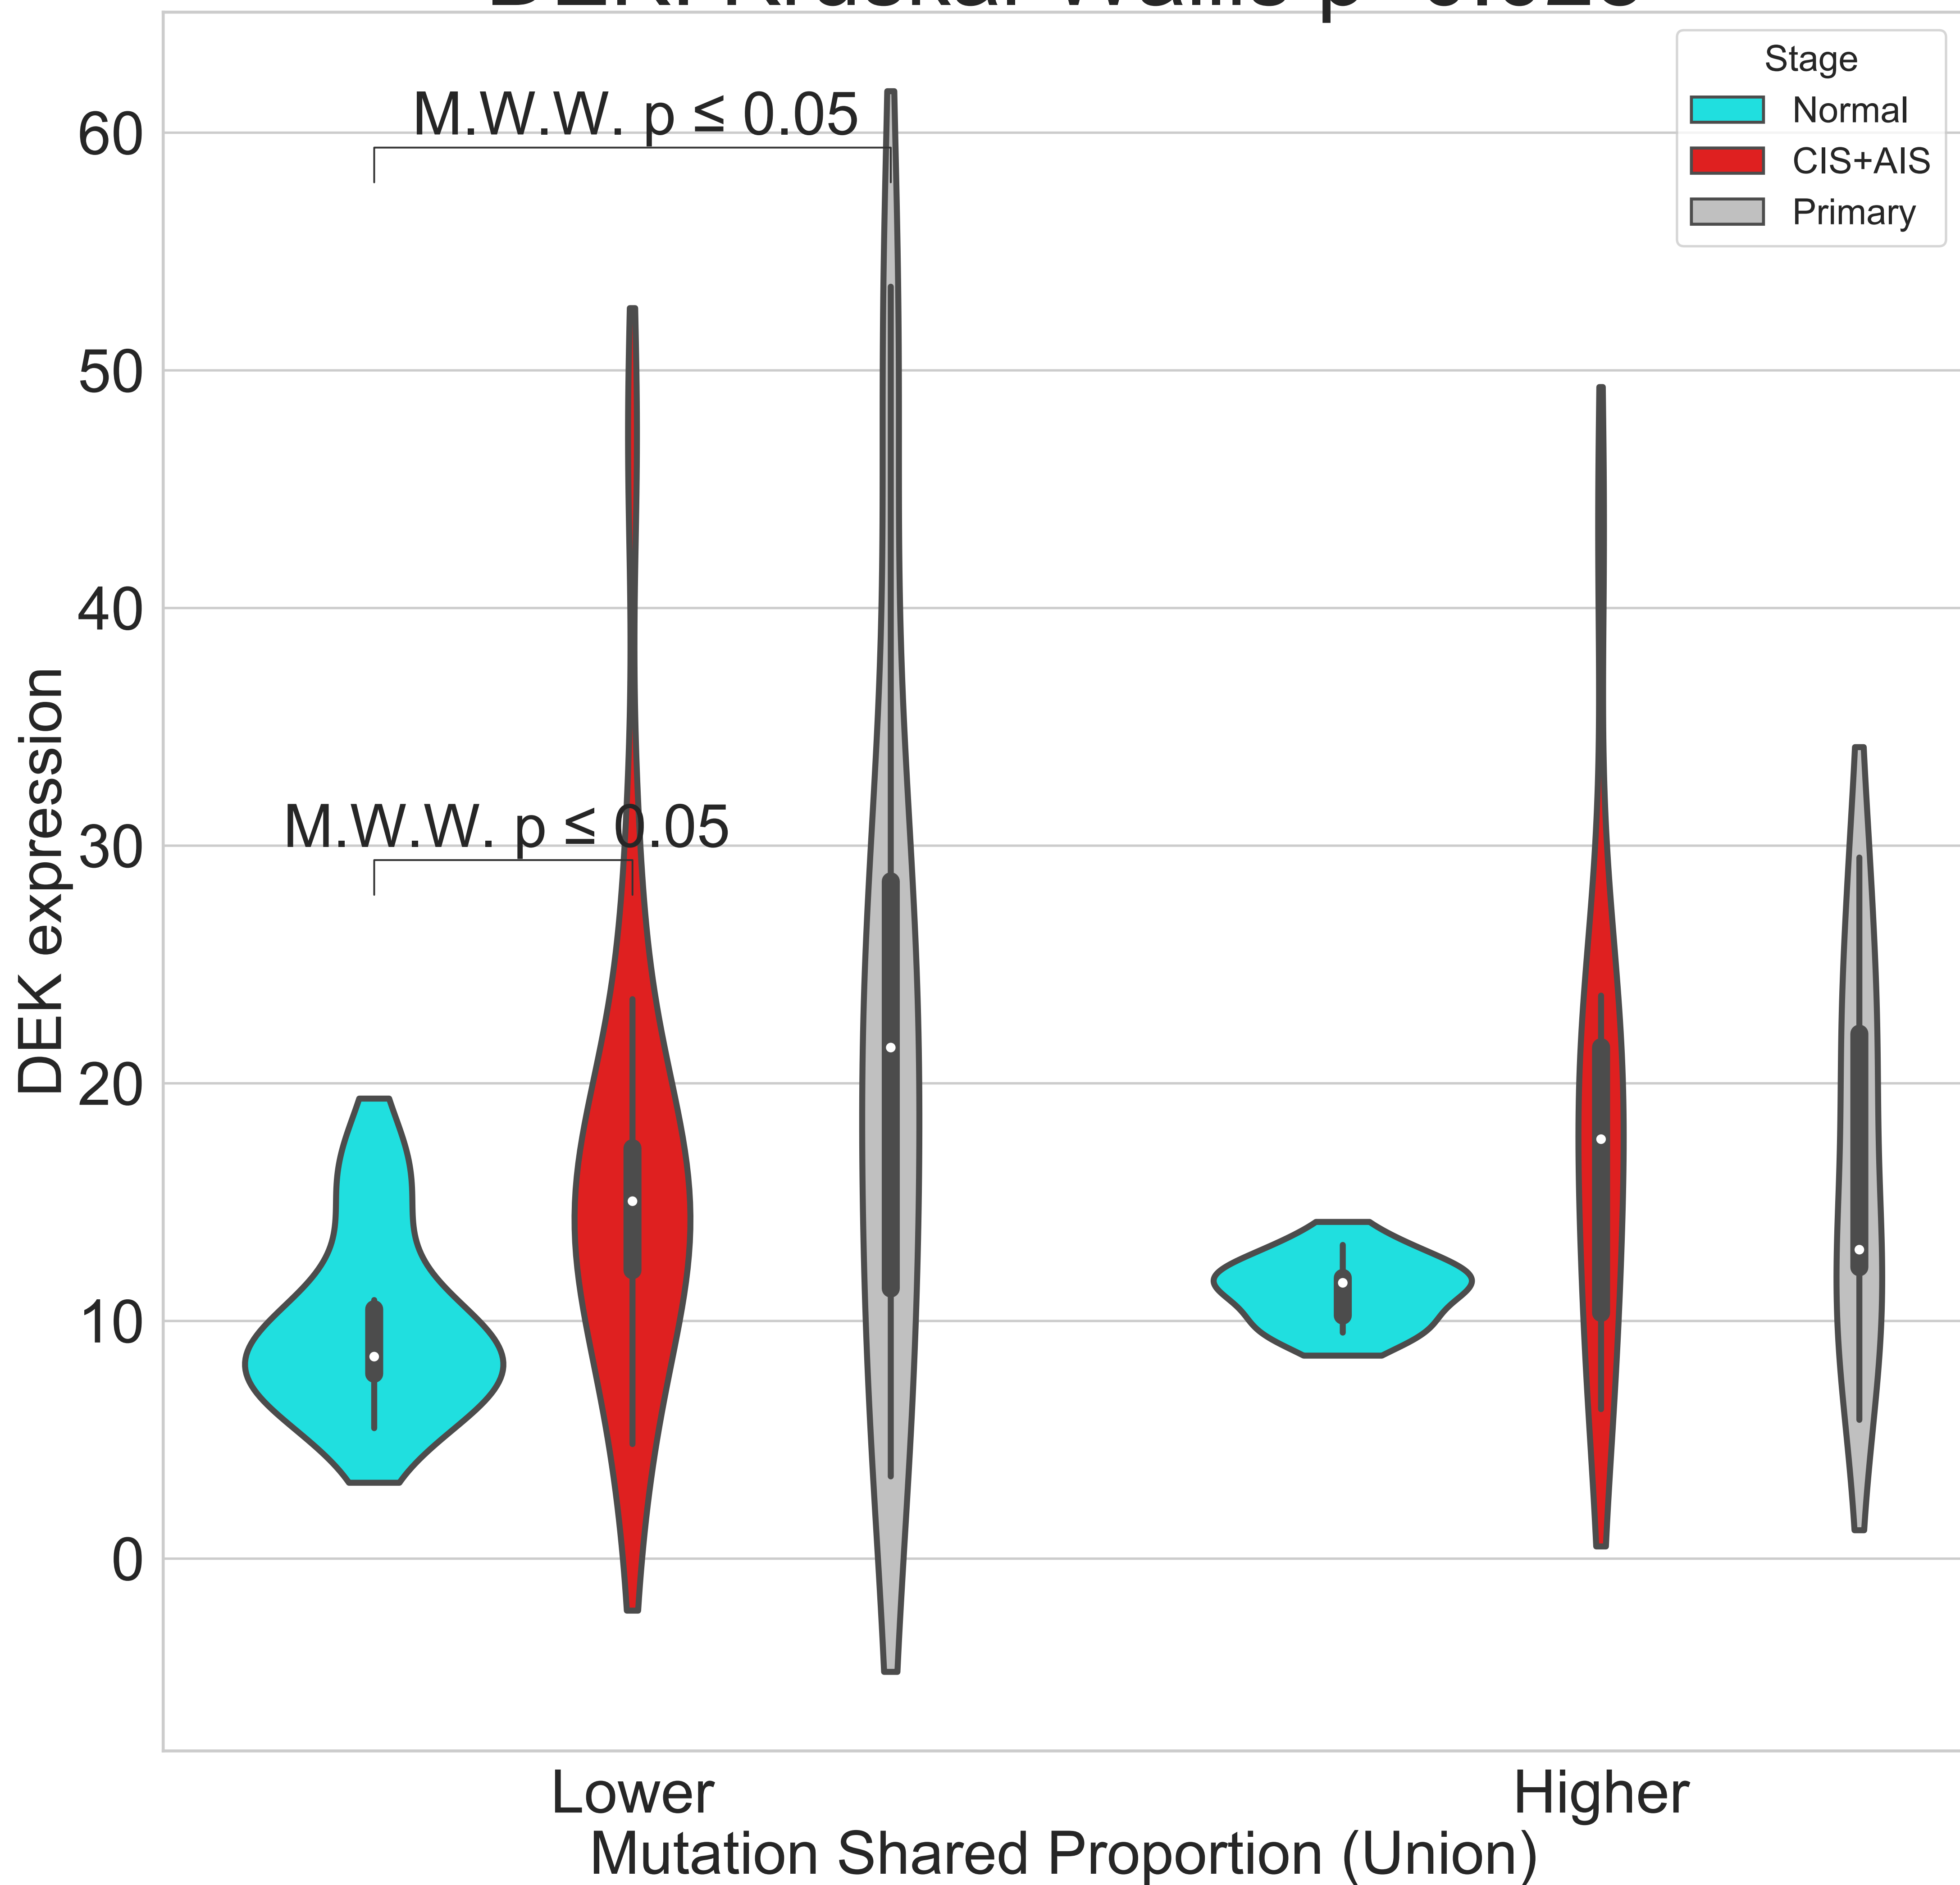 Stage
Normal
CIS+AIS
Primary
M.W.W. p ≤ 0.05
M.W.W. p ≤ 0.05
60
50
40
30
20
10
0
DEK expression
Lower
Higher
Mutation Shared Proportion (Union)